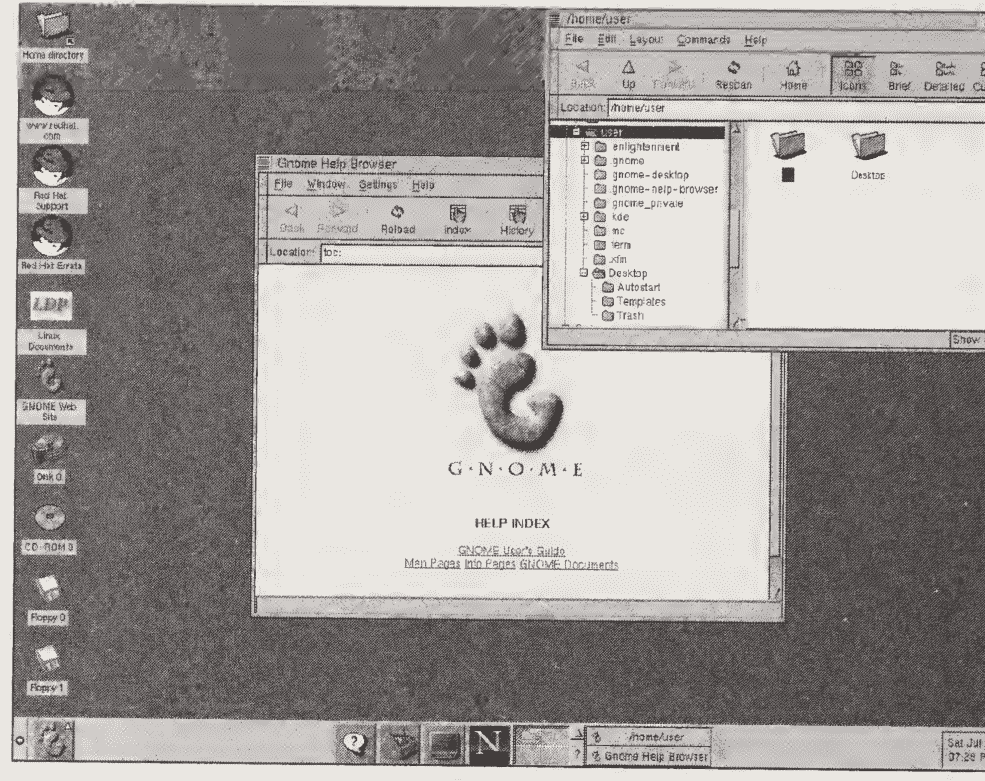 Home directory
www.redhat.
com
Red Hat
Support
Red Hat Errata
LDP
Linux
Documents
GNOME Web
Site
Disk 0
CD-ROM 0
Floppy 0
Floppy 1
Gnome Help Browser
File Window Settings Help
Back Forward Reload Index History
Location: toc:
G·N·O·M·E
HELP INDEX
GNOME User's Guide
Man Pages Info Pages GNOME Documents
/home/user
File Edit Layout Commands Help
Back Up Forward Rescan Home Icons Brief Detailed
Location: /home/user
user
enlightenment
gnome
gnome-desktop
gnome-help-browser
gnome_private
kde
mc
Desktop
Autostart
Templates
Trash
Desktop
Show
N
/home/user
Gnome Help Browser
Sat Jul
07:28